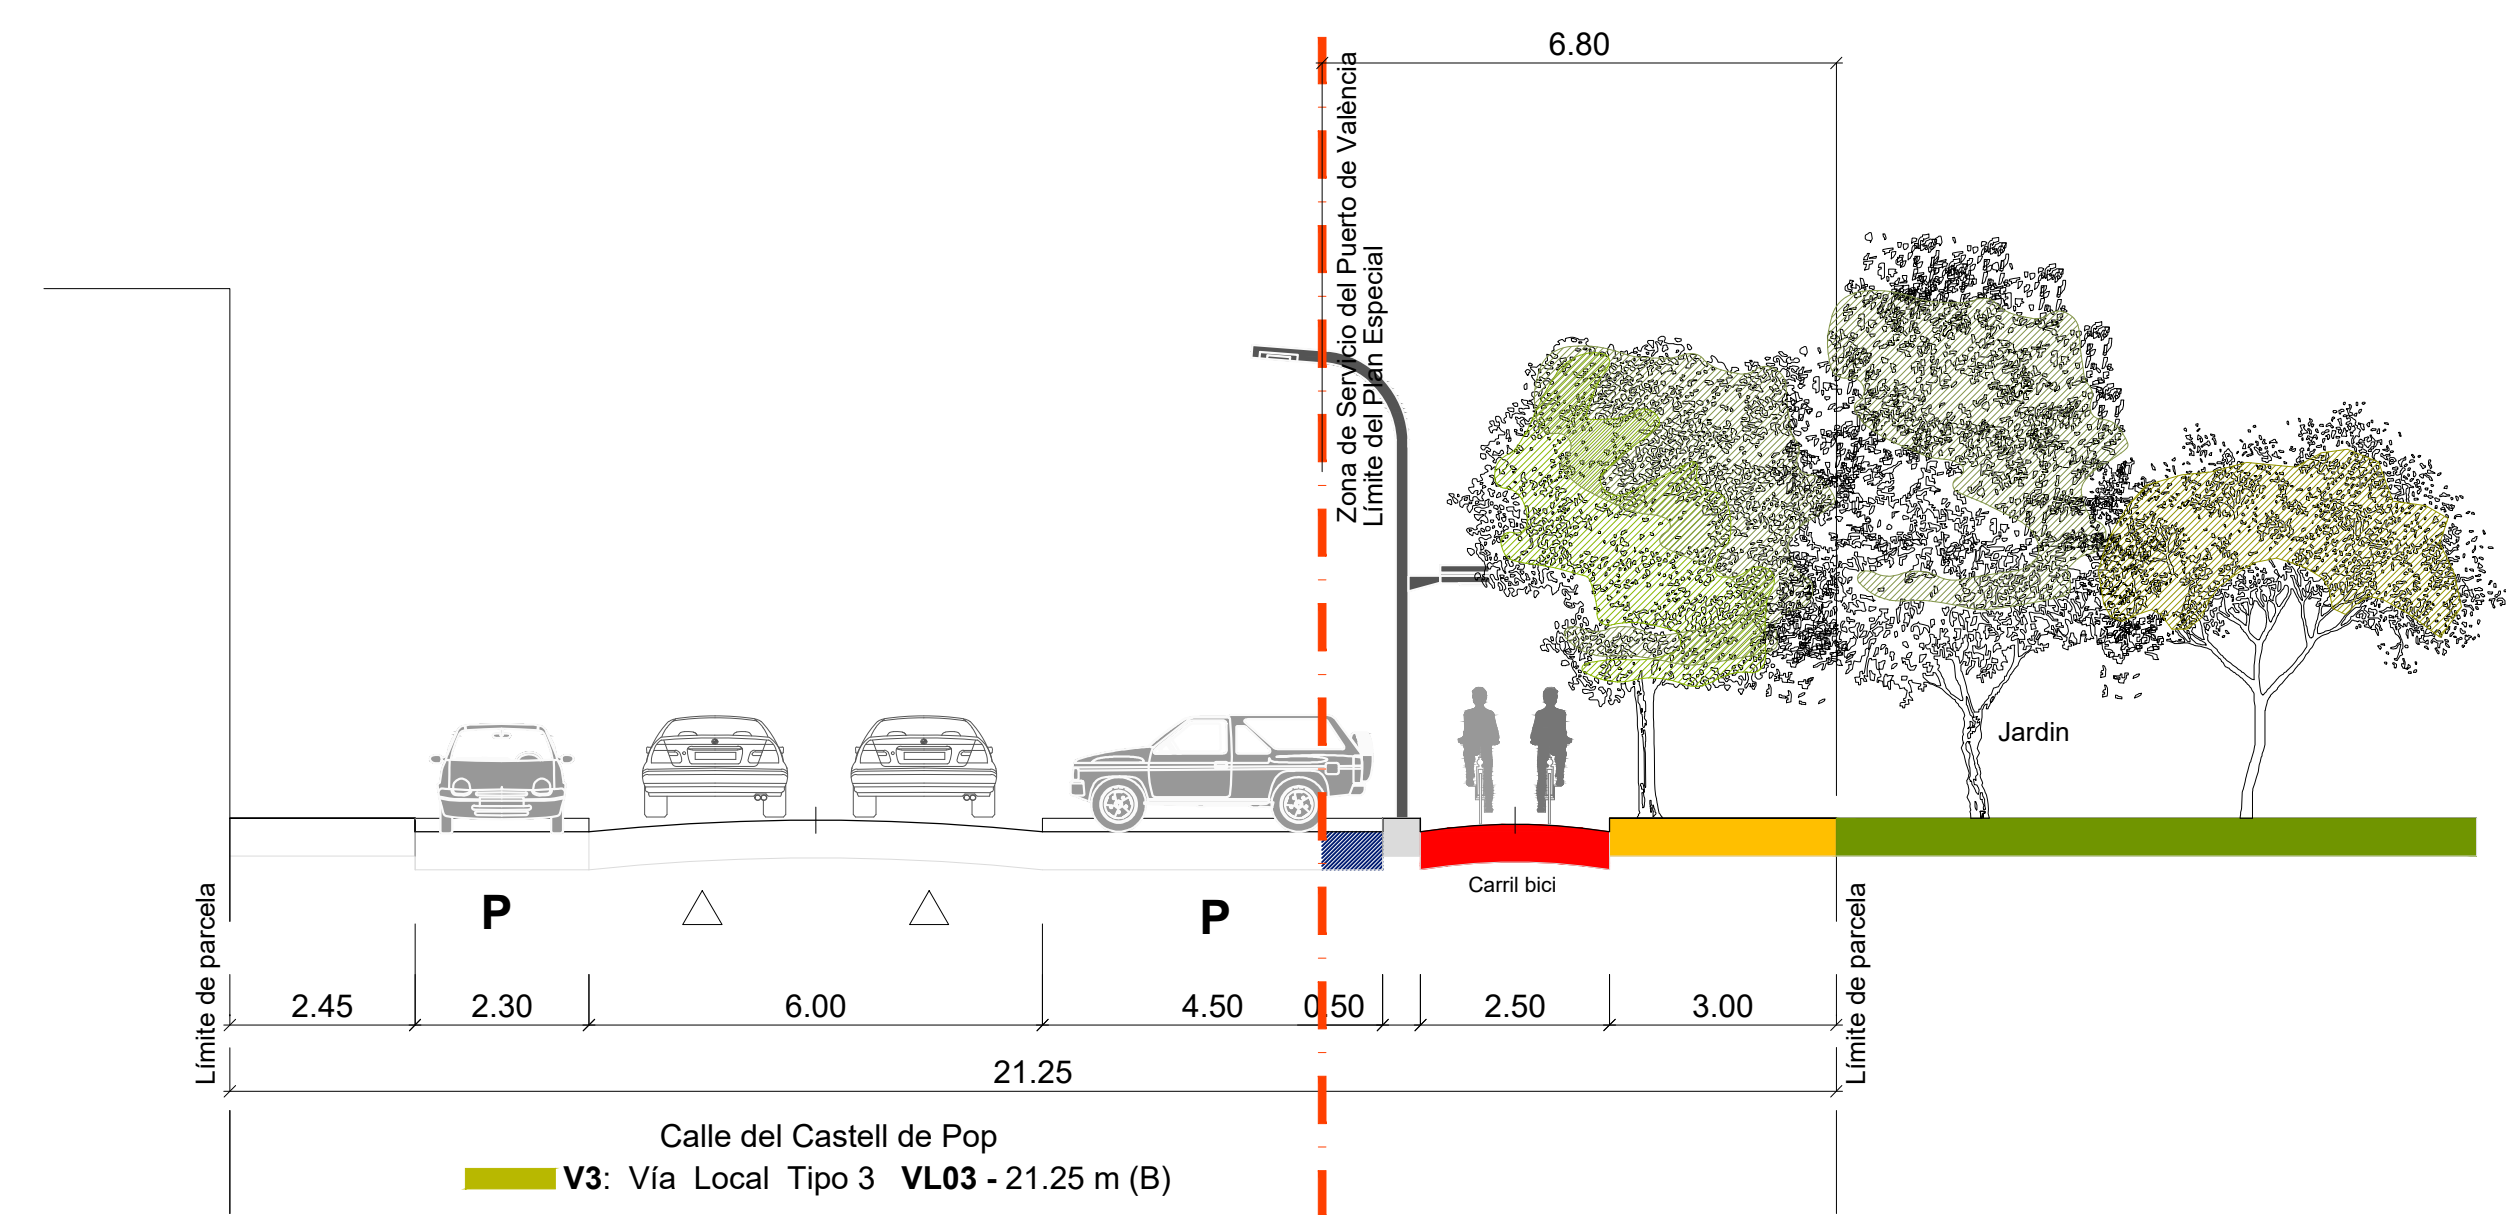 6.80
Zona de Servicio del Puerto de València
Límite del Plan Especial
Jardin
Carril bici
P
P
Límite de parcela
Límite de parcela
2.45
2.30
6.00
4.50
0.50
2.50
3.00
21.25
Calle del Castell de Pop
V3: Vía Local Tipo 3 VL03 - 21.25 m (B)